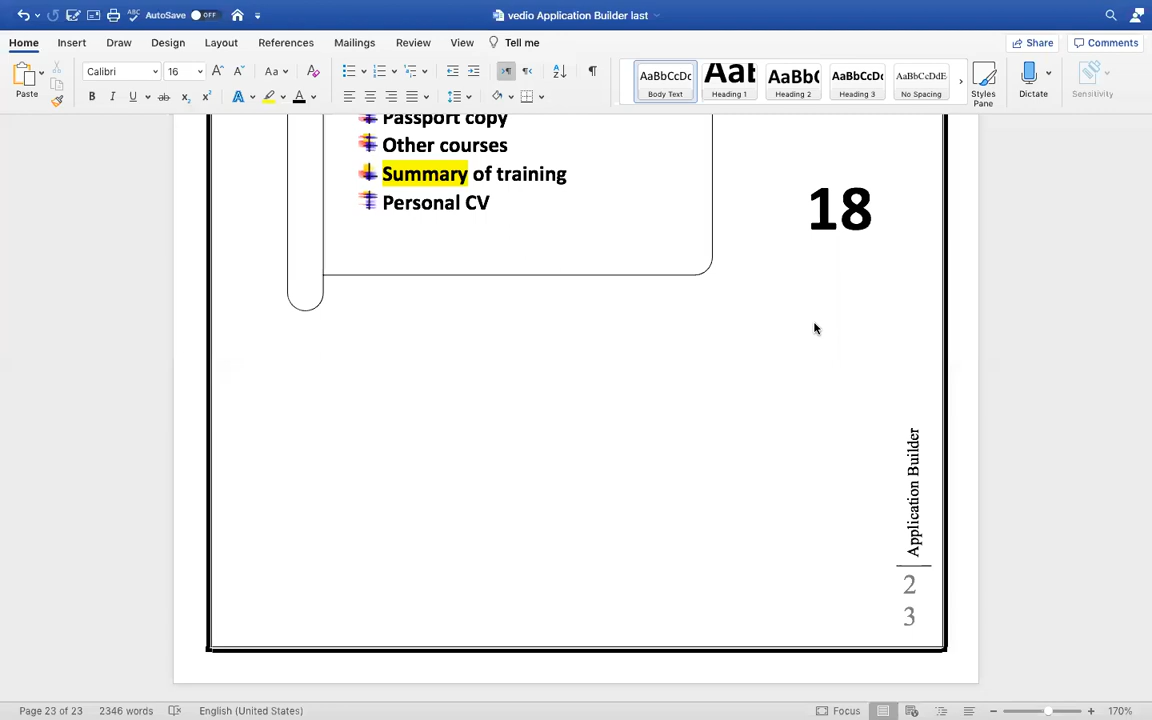 AutoSave OFF
vedio Application Builder last
Home Insert Draw Design Layout References Mailings Review View Tell me
Share Comments
Paste
Calibri 16
AaBbCcDc Body Text
AaBb Heading 1
AaBbC Heading 2
AaBbCcDc Heading 3
AaBbCcDdE No Spacing
Styles Pane
Dictate
Sensitivity
Passport copy
Other courses
Summary of training
Personal CV
18
Application Builder
2
3
Page 23 of 23 2346 words English (United States) Focus 170%